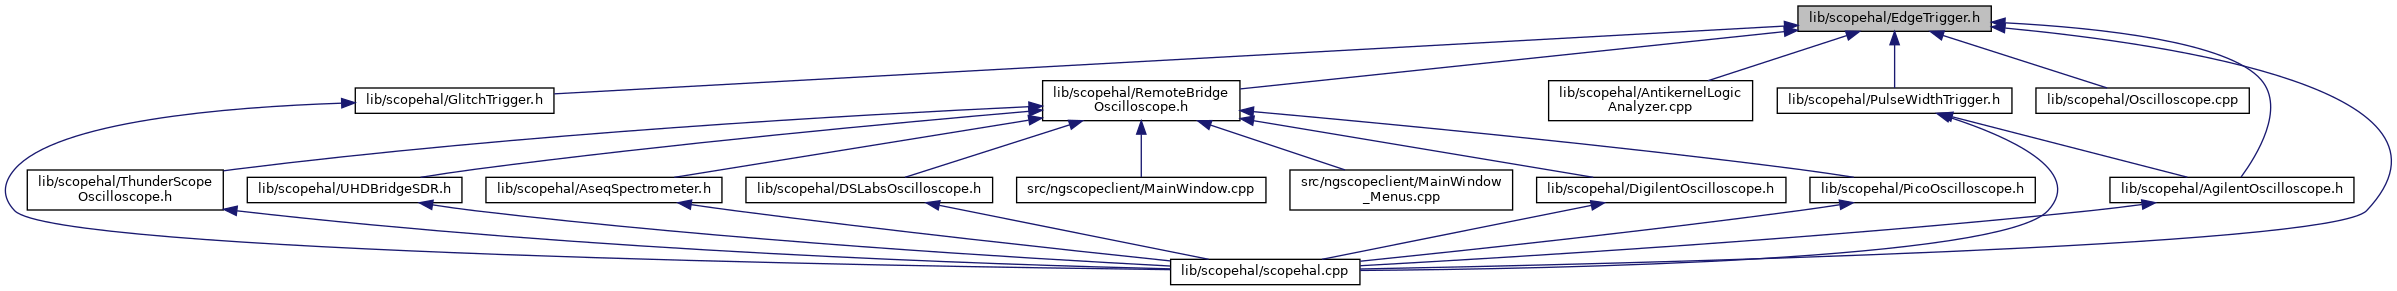 lib/scopehal/EdgeTrigger.h
lib/scopehal/GlitchTrigger.h
lib/scopehal/RemoteBridge
Oscilloscope.h
lib/scopehal/AntikernelLogic
Analyzer.cpp
lib/scopehal/PulseWidthTrigger.h
lib/scopehal/Oscilloscope.cpp
lib/scopehal/ThunderScope
Oscilloscope.h
lib/scopehal/UHDBridgeSDR.h
lib/scopehal/AseqSpectrometer.h
lib/scopehal/DSLabsOscilloscope.h
src/ngscopeclient/MainWindow.cpp
src/ngscopeclient/MainWindow
_Menus.cpp
lib/scopehal/DigilentOscilloscope.h
lib/scopehal/PicoOscilloscope.h
lib/scopehal/AgilentOscilloscope.h
lib/scopehal/scopehal.cpp